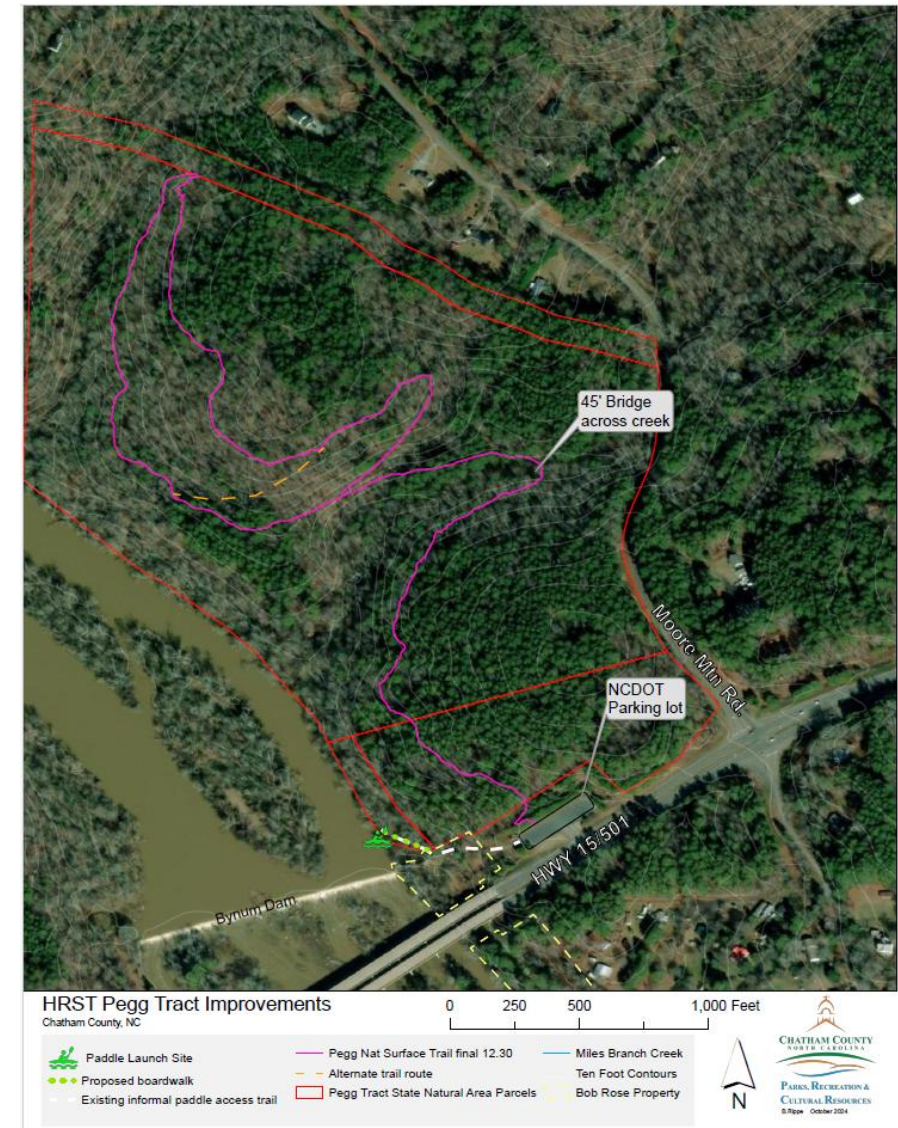 45' Bridge
across creek
Moore Mtn Rd.
NCDOT
Parking lot
HWY 15/501
Bynum Dam
HRST Pegg Tract Improvements
Chatham County, NC
0 250 500 1,000 Feet
Paddle Launch Site
Proposed boardwalk
Existing informal paddle access trail
Pegg Nat Surface Trail final 12.30
Alternate trail route
Pegg Tract State Natural Area Parcels
Miles Branch Creek
Ten Foot Contours
Bob Rose Property
N
CHATHAM COUNTY
NORTH CAROLINA
PARKS, RECREATION &
CULTURAL RESOURCES
B.Rippe October 2024